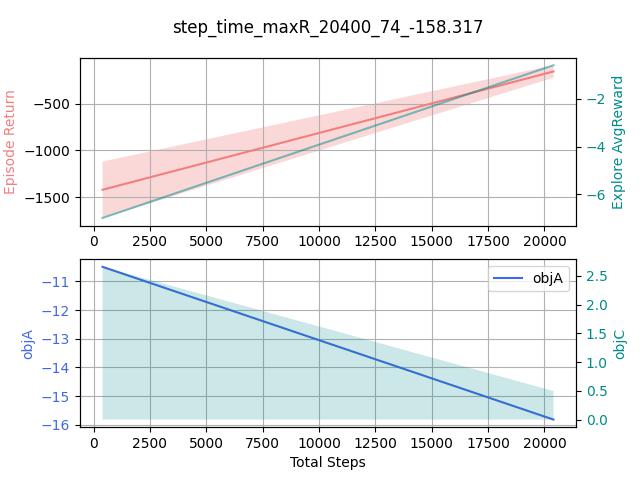 step_time_maxR_20400_74_-158.317
Episode Return
−500
−1000
−1500
−2
−4
−6
Explore AvgReward
0 2500 5000 7500 10000 12500 15000 17500 20000
objA
−11
−12
−13
−14
−15
−16
objA
2.5
2.0
1.5
1.0
0.5
0.0
objC
0 2500 5000 7500 10000 12500 15000 17500 20000
Total Steps